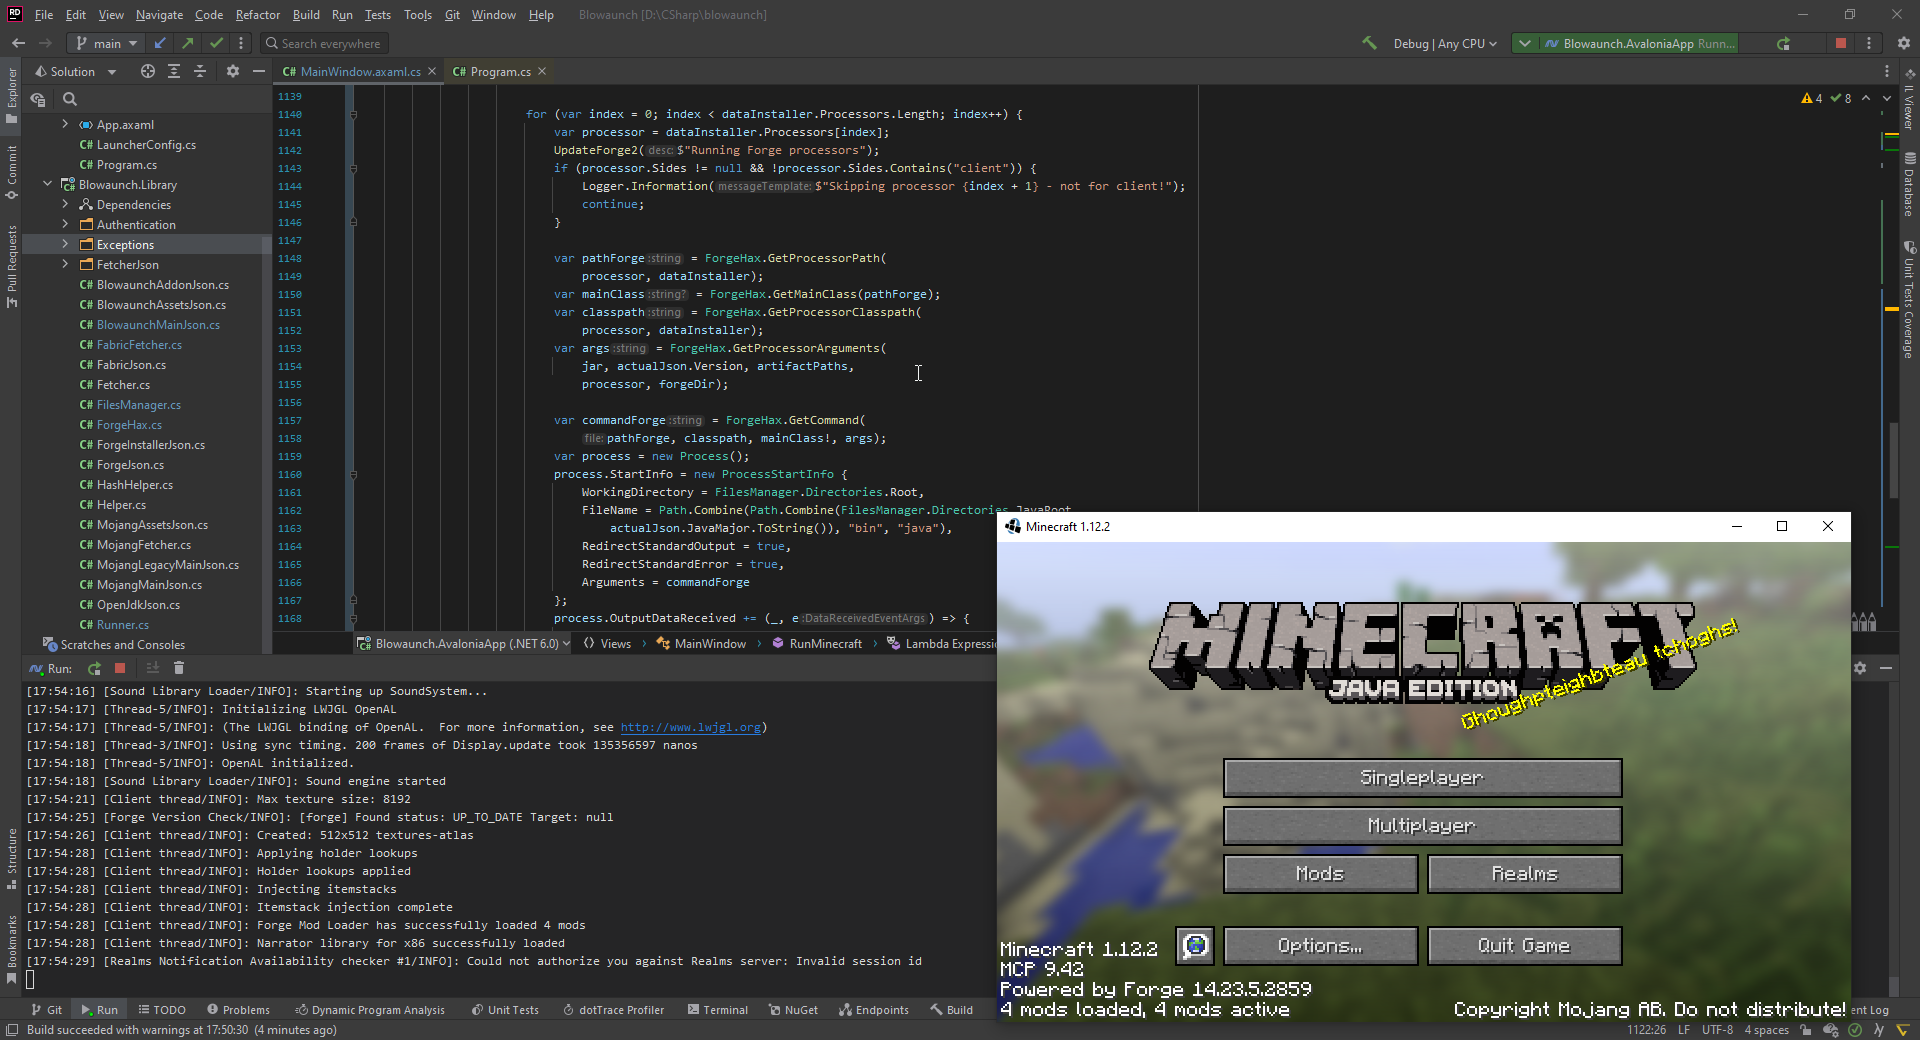 File Edit View Navigate Code Refactor Build Run Tests Tools Git Window Help Blowaunch [D:\CSharp\blowaunch]
main Search everywhere Debug | Any CPU Blowaunch.AvaloniaApp Runn...
Solution
MainWindow.axaml.cs Program.cs
Explorer
Commit
Pull Requests
Structure
Bookmarks
App.axaml
C# LauncherConfig.cs
C# Program.cs
Blowaunch.Library
Dependencies
Authentication
Exceptions
FetcherJson
C# BlowaunchAddonJson.cs
C# BlowaunchAssetsJson.cs
C# BlowaunchMainJson.cs
C# FabricFetcher.cs
C# FabricJson.cs
C# Fetcher.cs
C# FilesManager.cs
C# ForgeHax.cs
C# ForgeInstallerJson.cs
C# ForgeJson.cs
C# HashHelper.cs
C# Helper.cs
C# MojangAssetsJson.cs
C# MojangFetcher.cs
C# MojangLegacyMainJson.cs
C# MojangMainJson.cs
C# OpenJdkJson.cs
C# Runner.cs
Scratches and Consoles
4 8
1139
1140 for (var index = 0; index < dataInstaller.Processors.Length; index++) {
1141 var processor = dataInstaller.Processors[index];
1142 UpdateForge2( desc: $"Running Forge processors");
1143 if (processor.Sides != null && !processor.Sides.Contains("client")) {
1144 Logger.Information( messageTemplate: $"Skipping processor {index + 1} - not for client!");
1145 continue;
1146 }
1147
1148 var pathForge :string = ForgeHax.GetProcessorPath(
1149 processor, dataInstaller);
1150 var mainClass :string? = ForgeHax.GetMainClass(pathForge);
1151 var classpath :string = ForgeHax.GetProcessorClasspath(
1152 processor, dataInstaller);
1153 var args :string = ForgeHax.GetProcessorArguments(
1154 jar, actualJson.Version, artifactPaths,
1155 processor, forgeDir);
1156
1157 var commandForge :string = ForgeHax.GetCommand(
1158 file: pathForge, classpath, mainClass!, args);
1159 var process = new Process();
1160 process.StartInfo = new ProcessStartInfo {
1161 WorkingDirectory = FilesManager.Directories.Root,
1162 FileName = Path.Combine(Path.Combine(FilesManager.Directories.JavaRoot,
1163 actualJson.JavaMajor.ToString()), "bin", "java"),
1164 RedirectStandardOutput = true,
1165 RedirectStandardError = true,
1166 Arguments = commandForge
1167 };
1168 process.OutputDataReceived += (_, e :DataReceivedEventArgs ) => {
Blowaunch.AvaloniaApp (.NET 6.0) Views MainWindow RunMinecraft Lambda Expressi
IL Viewer
Database
Unit Tests Coverage
Run:
[17:54:16] [Sound Library Loader/INFO]: Starting up SoundSystem...
[17:54:17] [Thread-5/INFO]: Initializing LWJGL OpenAL
[17:54:17] [Thread-5/INFO]: (The LWJGL binding of OpenAL.  For more information, see http://www.lwjgl.org)
[17:54:18] [Thread-3/INFO]: Using sync timing. 200 frames of Display.update took 135356597 nanos
[17:54:18] [Thread-5/INFO]: OpenAL initialized.
[17:54:18] [Sound Library Loader/INFO]: Sound engine started
[17:54:21] [Client thread/INFO]: Max texture size: 8192
[17:54:25] [Forge Version Check/INFO]: [forge] Found status: UP_TO_DATE Target: null
[17:54:26] [Client thread/INFO]: Created: 512x512 textures-atlas
[17:54:28] [Client thread/INFO]: Applying holder lookups
[17:54:28] [Client thread/INFO]: Holder lookups applied
[17:54:28] [Client thread/INFO]: Injecting itemstacks
[17:54:28] [Client thread/INFO]: Itemstack injection complete
[17:54:28] [Client thread/INFO]: Forge Mod Loader has successfully loaded 4 mods
[17:54:28] [Client thread/INFO]: Narrator library for x86 successfully loaded
[17:54:29] [Realms Notification Availability checker #1/INFO]: Could not authorize you against Realms server: Invalid session id
Minecraft 1.12.2
MINECRAFT
JAVA EDITION
Ghoughpteighbteau tchoghs!
Singleplayer
Multiplayer
Mods Realms
Options... Quit Game
Minecraft 1.12.2
MCP 9.42
Powered by Forge 14.23.5.2859
4 mods loaded, 4 mods active
Copyright Mojang AB. Do not distribute!
Git Run TODO Problems Dynamic Program Analysis Unit Tests dotTrace Profiler Terminal NuGet Endpoints Build ent Log
Build succeeded with warnings at 17:50:30 (4 minutes ago) 1122:26 LF UTF-8 4 spaces